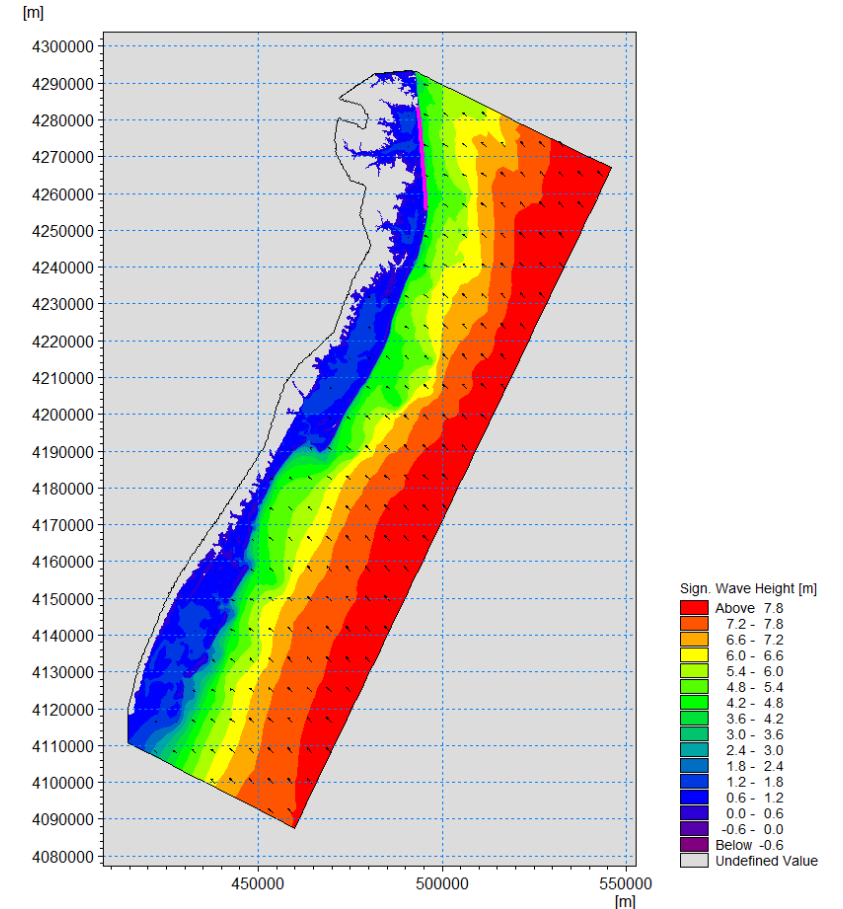 [m]
4300000
4290000
4280000
4270000
4260000
4250000
4240000
4230000
4220000
4210000
4200000
4190000
4180000
4170000
4160000
4150000
4140000
4130000
4120000
4110000
4100000
4090000
4080000
450000 500000 550000
[m]
Sign. Wave Height [m]
Above 7.8
7.2 - 7.8
6.6 - 7.2
6.0 - 6.6
5.4 - 6.0
4.8 - 5.4
4.2 - 4.8
3.6 - 4.2
3.0 - 3.6
2.4 - 3.0
1.8 - 2.4
1.2 - 1.8
0.6 - 1.2
0.0 - 0.6
-0.6 - 0.0
Below -0.6
Undefined Value